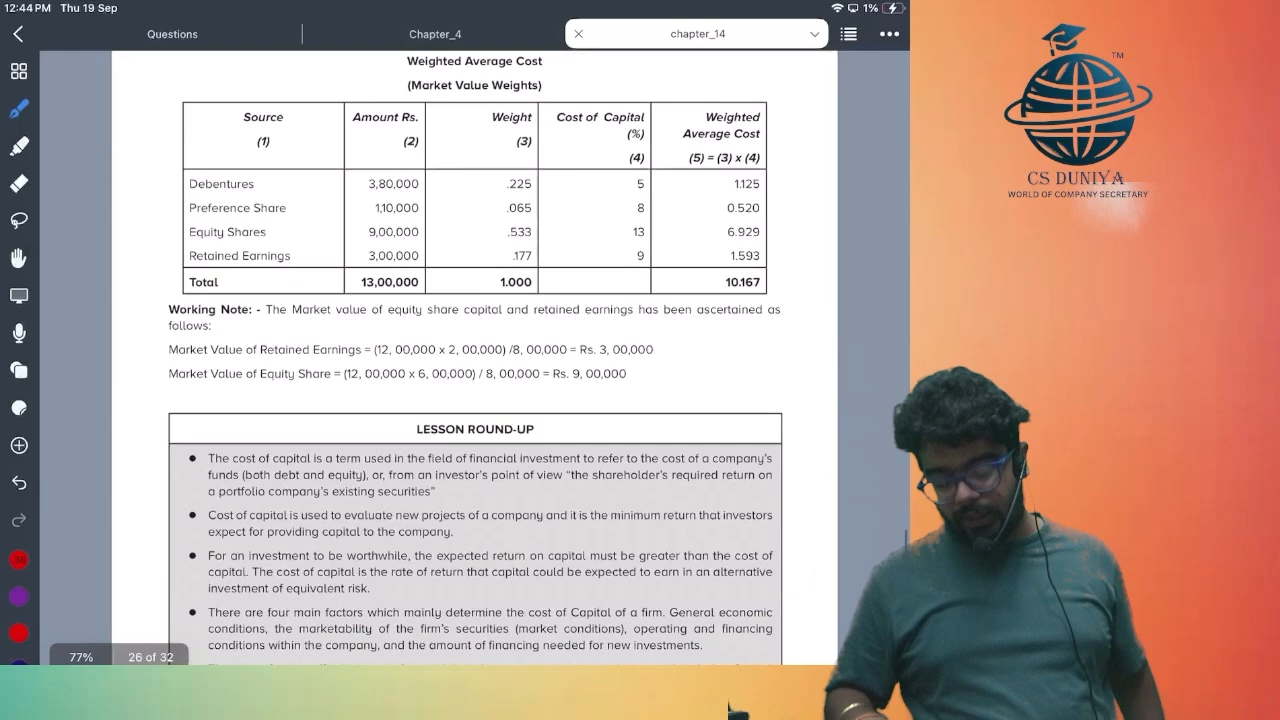 12:44 PM Thu 19 Sep
1%
Questions
Chapter_4
chapter_14
Weighted Average Cost
(Market Value Weights)
Source (1) Amount Rs. (2) Weight (3) Cost of Capital (%) (4) Weighted Average Cost (5) = (3) x (4)
Debentures 3,80,000 .225 5 1.125
Preference Share 1,10,000 .065 8 0.520
Equity Shares 9,00,000 .533 13 6.929
Retained Earnings 3,00,000 .177 9 1.593
Total 13,00,000 1.000 10.167
Working Note: - The Market value of equity share capital and retained earnings has been ascertained as
follows:
Market Value of Retained Earnings = (12, 00,000 x 2, 00,000) /8, 00,000 = Rs. 3, 00,000
Market Value of Equity Share = (12, 00,000 x 6, 00,000) / 8, 00,000 = Rs. 9, 00,000
LESSON ROUND-UP
● The cost of capital is a term used in the field of financial investment to refer to the cost of a company's
funds (both debt and equity), or, from an investor's point of view "the shareholder's required return on
a portfolio company's existing securities"
● Cost of capital is used to evaluate new projects of a company and it is the minimum return that investors
expect for providing capital to the company.
● For an investment to be worthwhile, the expected return on capital must be greater than the cost of
capital. The cost of capital is the rate of return that capital could be expected to earn in an alternative
investment of equivalent risk.
● There are four main factors which mainly determine the cost of Capital of a firm. General economic
conditions, the marketability of the firm's securities (market conditions), operating and financing
conditions within the company, and the amount of financing needed for new investments.
77% 26 of 32
TM
CS DUNIYA
WORLD OF COMPANY SECRETARY